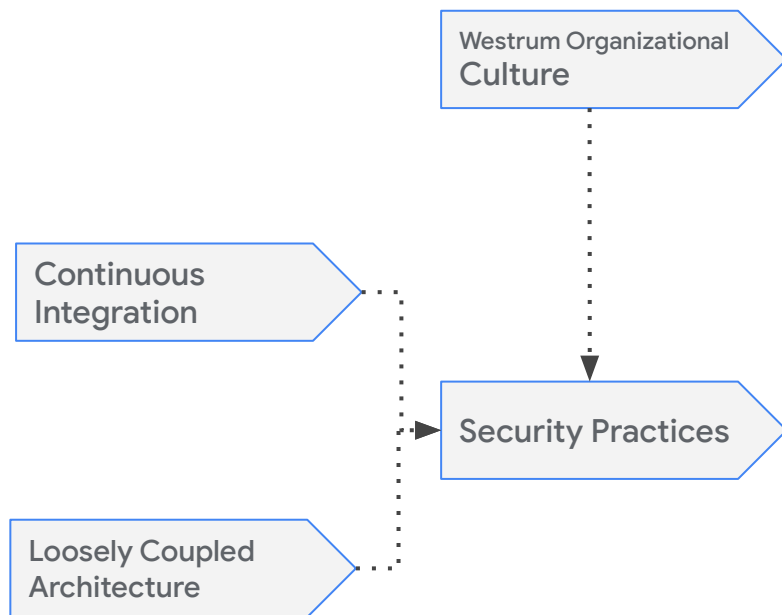 Westrum Organizational
Culture
Continuous
Integration
Security Practices
Loosely Coupled
Architecture